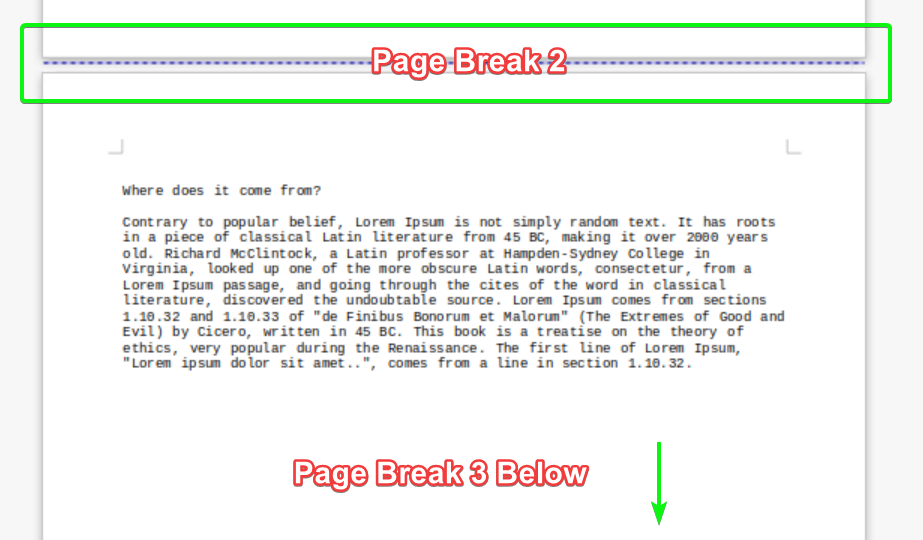 Page Break 2
Where does it come from?
Contrary to popular belief, Lorem Ipsum is not simply random text. It has roots
in a piece of classical Latin literature from 45 BC, making it over 2000 years
old. Richard McClintock, a Latin professor at Hampden-Sydney College in
Virginia, looked up one of the more obscure Latin words, consectetur, from a
Lorem Ipsum passage, and going through the cites of the word in classical
literature, discovered the undoubtable source. Lorem Ipsum comes from sections
1.10.32 and 1.10.33 of "de Finibus Bonorum et Malorum" (The Extremes of Good and
Evil) by Cicero, written in 45 BC. This book is a treatise on the theory of
ethics, very popular during the Renaissance. The first line of Lorem Ipsum,
"Lorem ipsum dolor sit amet..", comes from a line in section 1.10.32.
Page Break 3 Below